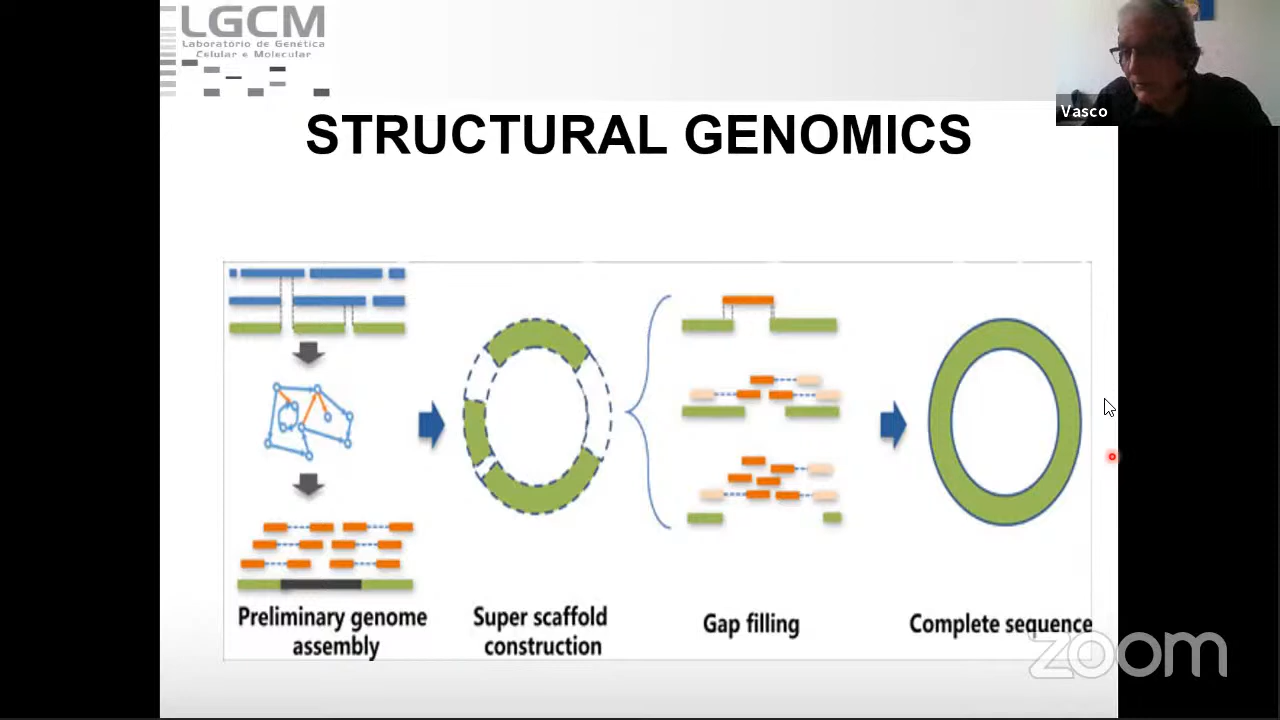 LGCM
Laboratório de Genética
Celular e Molecular
Vasco
STRUCTURAL GENOMICS
Preliminary genome
assembly
Super scaffold
construction
Gap filling
Complete sequence
zoom